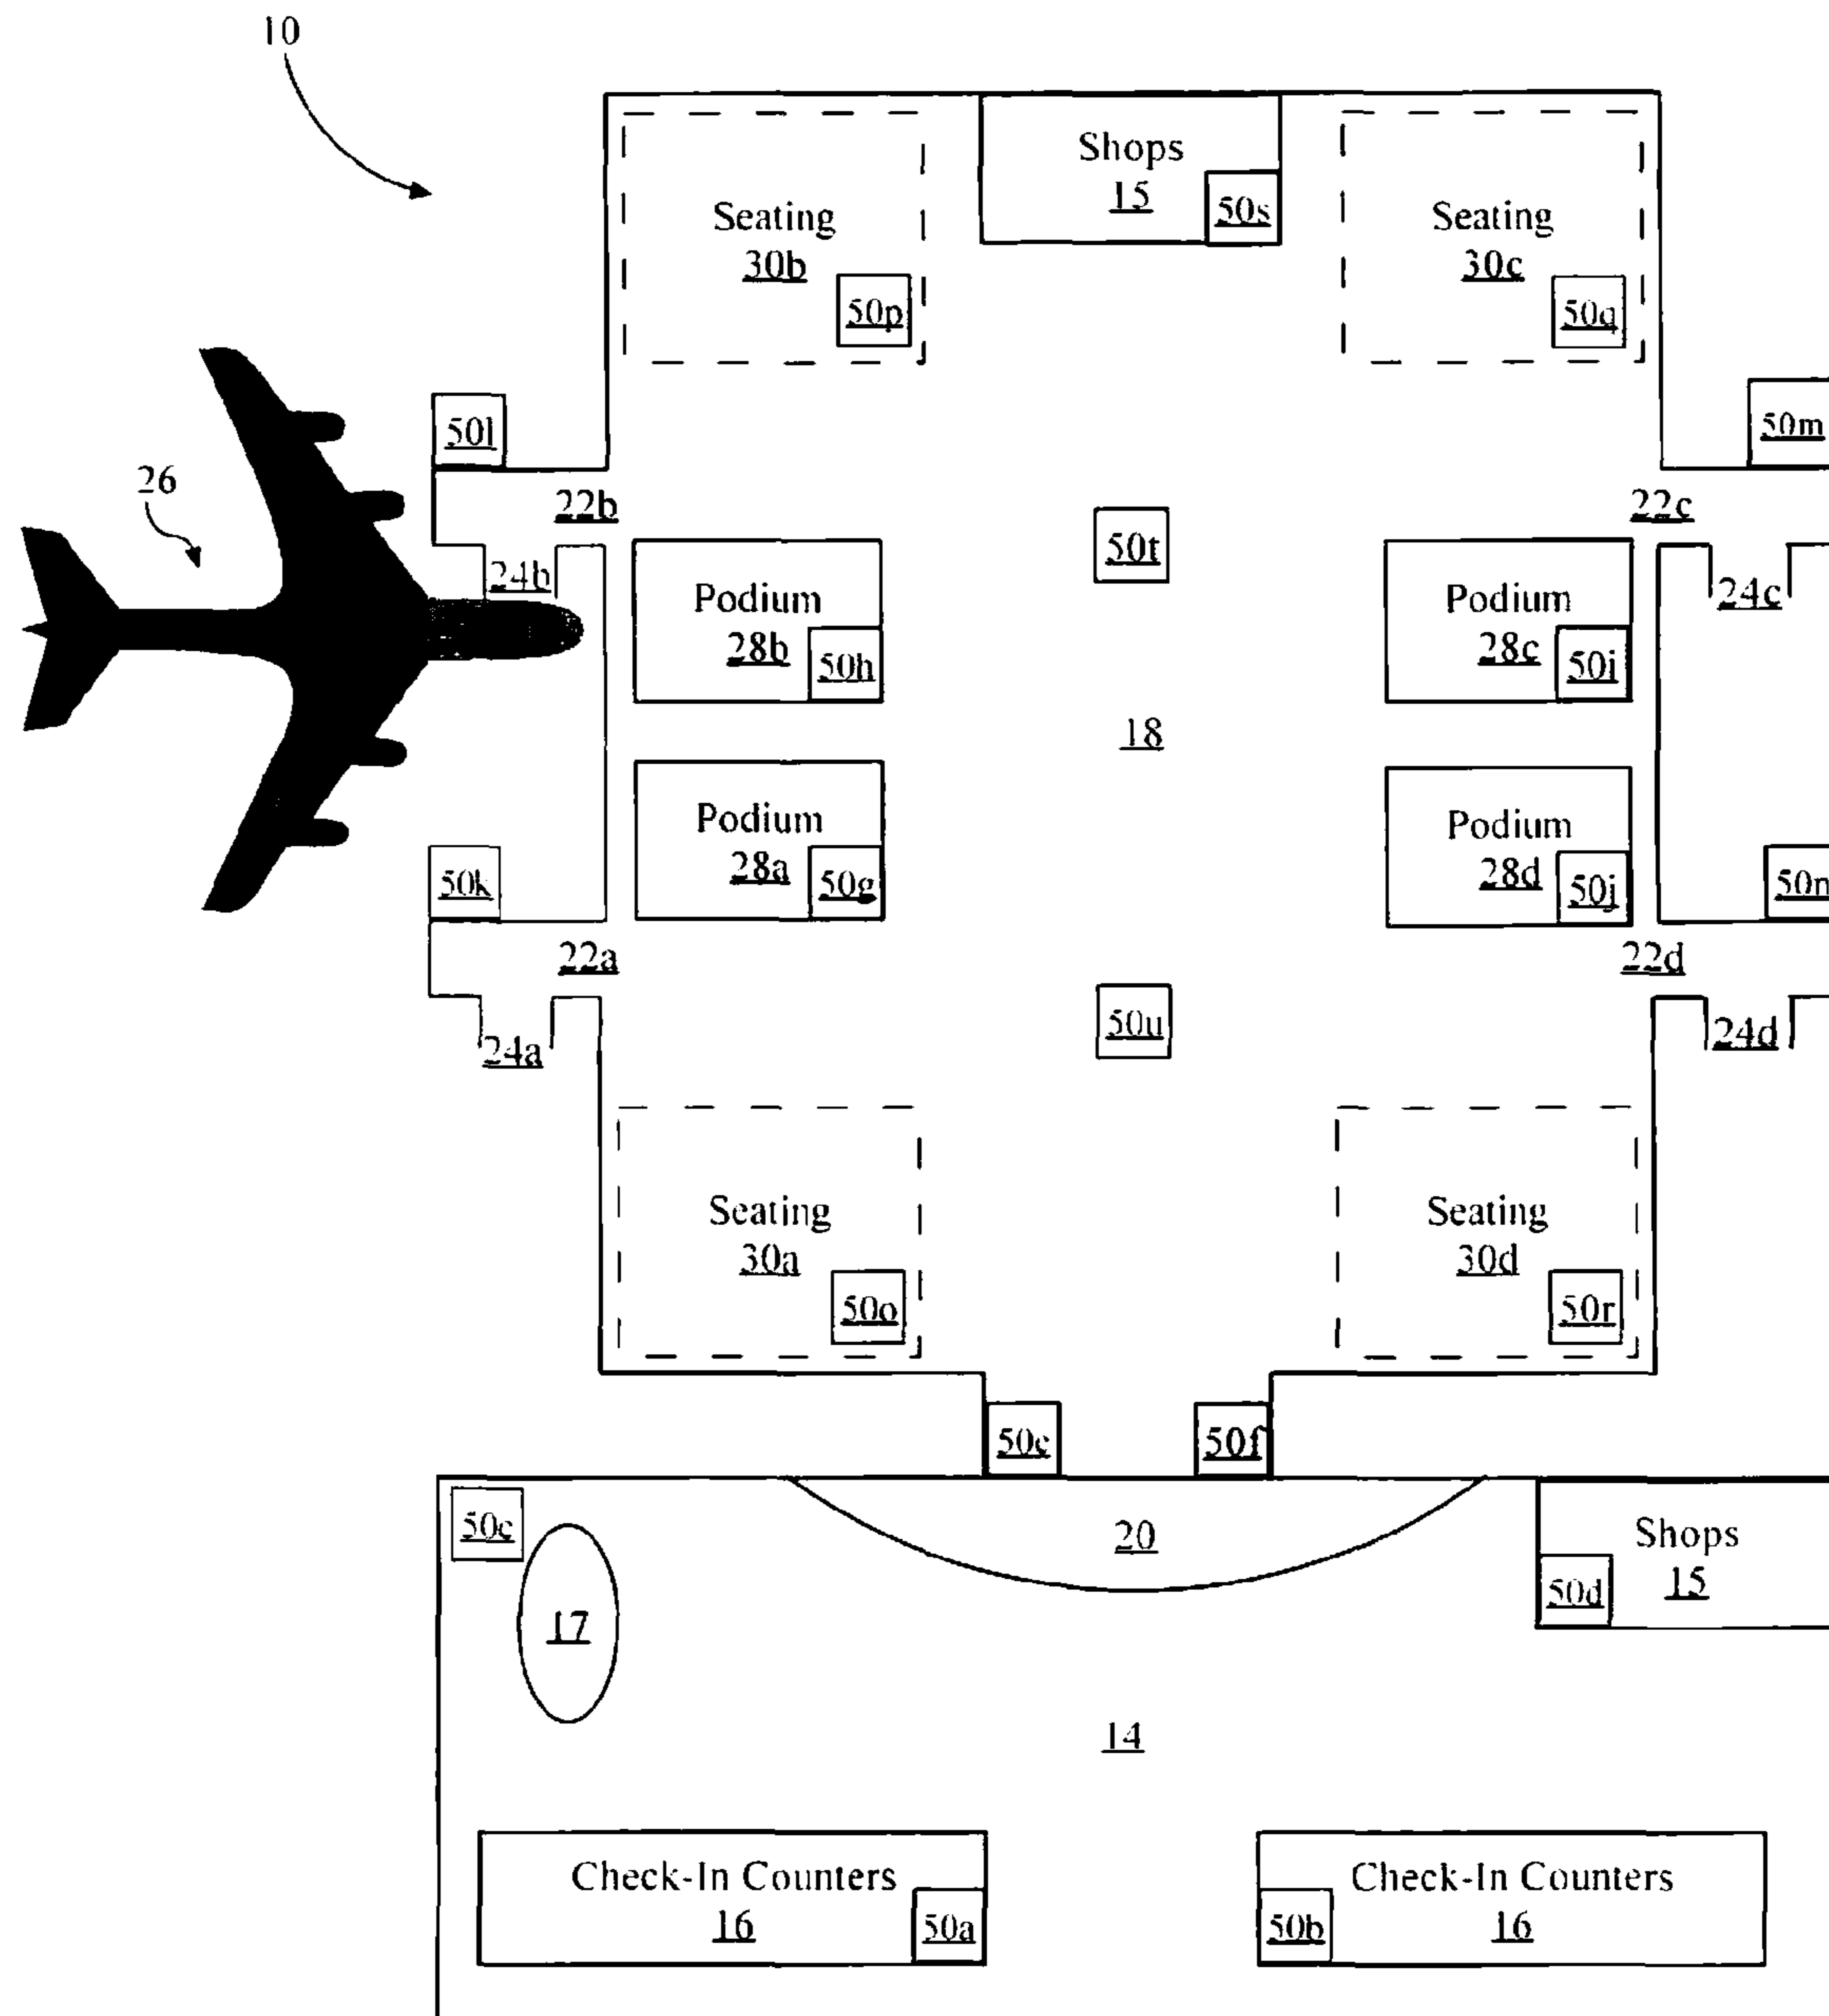 10
Shops
15
50s
Seating
30b
50p
Seating
30c
50q
50l
50m
26
22b
22c
50t
24b
24c
Podium
28b
50h
Podium
28c
50i
18
Podium
28a
50g
Podium
28d
50j
50k
50n
22a
22d
50u
24a
24d
Seating
30a
50o
Seating
30d
50r
50e
50f
50c
20
Shops
15
50d
17
14
Check-In Counters
16
50a
Check-In Counters
16
50b